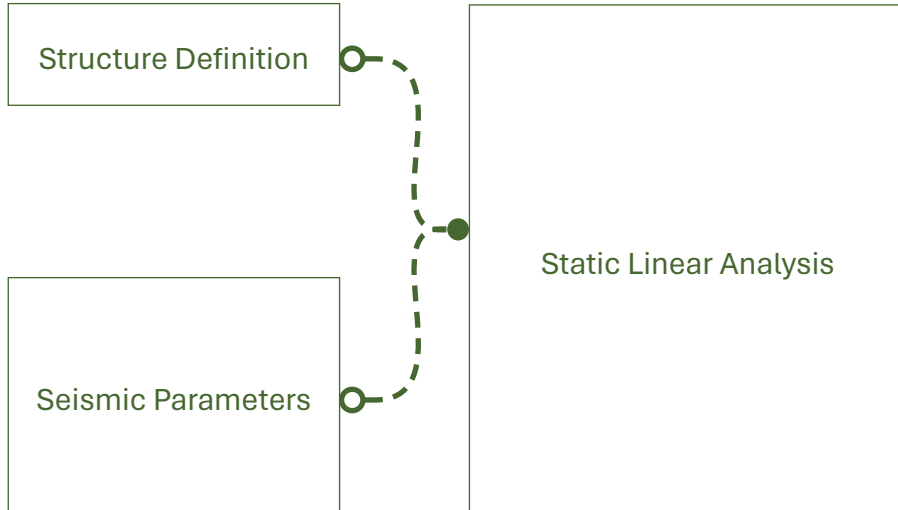 Structure Definition
Static Linear Analysis
Seismic Parameters